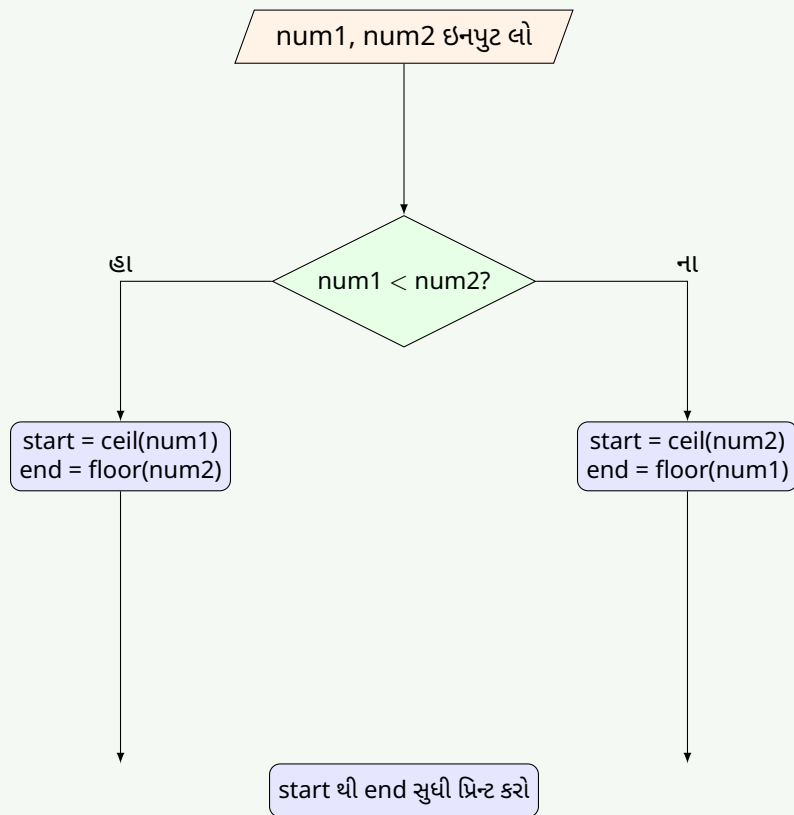 num1, num2 ઇનપુટ લો
num1 < num2?
હા
ના
start = ceil(num1)
end = floor(num2)
start = ceil(num2)
end = floor(num1)
start થી end સુધી પ્રિન્ટ કરો